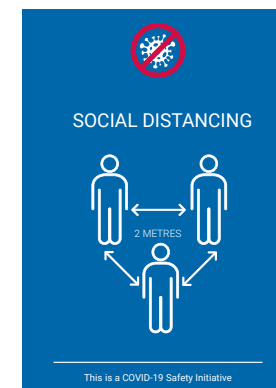 SOCIAL DISTANCING
2 METRES
This is a COVID-19 Safety Initiative